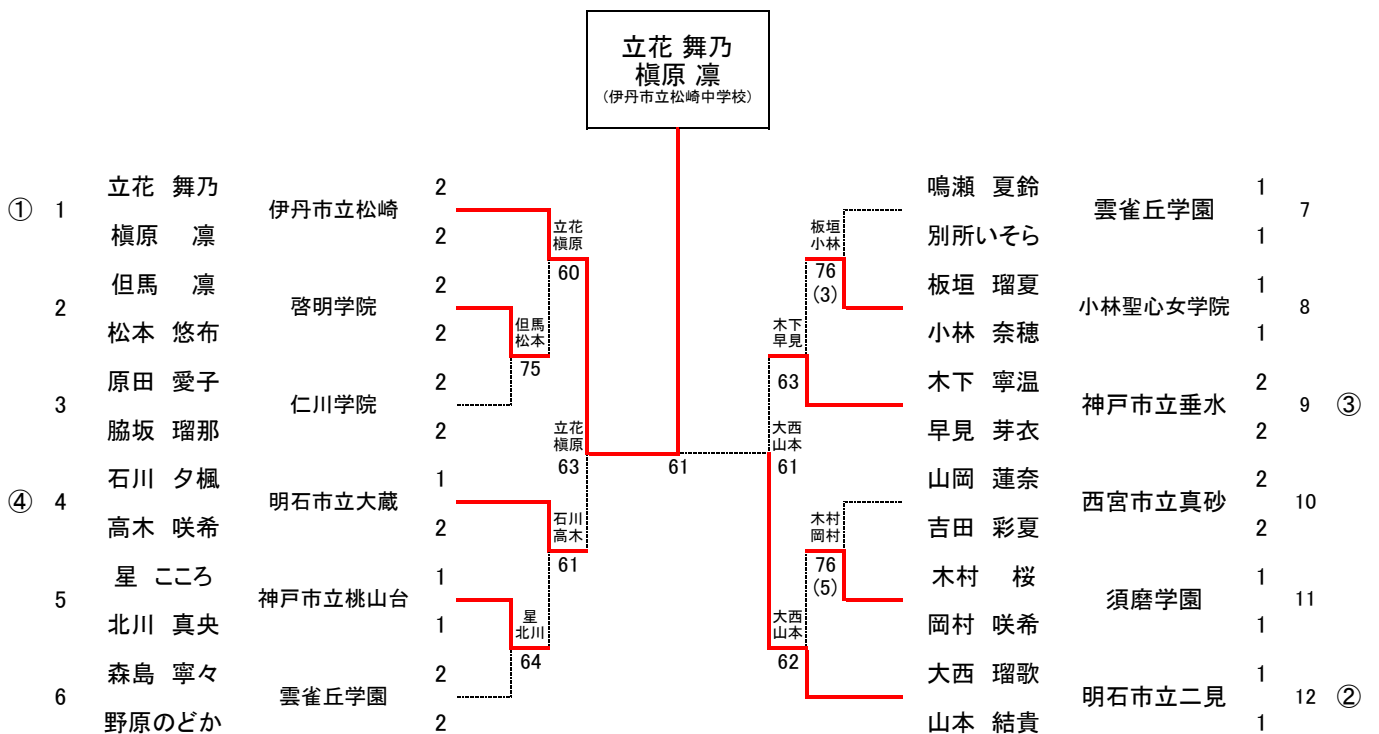 立花 舞乃
槇原 凛
(伊丹市立松崎中学校)
立花 舞乃 2
① 1 伊丹市立松崎
槇原 凛 2
立花
槇原
60
但馬 凛 2
2 啓明学院
松本 悠布 2
但馬
松本
75
原田 愛子 2
3 仁川学院
脇坂 瑠那 2
立花
槇原
63
石川 夕楓 1
④ 4 明石市立大蔵
高木 咲希 2
石川
高木
61
星 こころ 1
5 神戸市立桃山台
北川 真央 1
星
北川
64
森島 寧々 2
6 雲雀丘学園
野原のどか 2
61
鳴瀬 夏鈴 1
雲雀丘学園 7
別所いそら 1
板垣
小林
76
(3)
板垣 瑠夏 1
小林聖心女学院 8
小林 奈穂 1
木下
早見
63
木下 寧温 2
神戸市立垂水 9 ③
早見 芽衣 2
大西
山本
61
山岡 蓮奈 2
西宮市立真砂 10
吉田 彩夏 2
木村
岡村
76
(5)
木村 桜 1
須磨学園 11
岡村 咲希 1
大西
山本
62
大西 瑠歌 1
明石市立二見 12 ②
山本 結貴 1